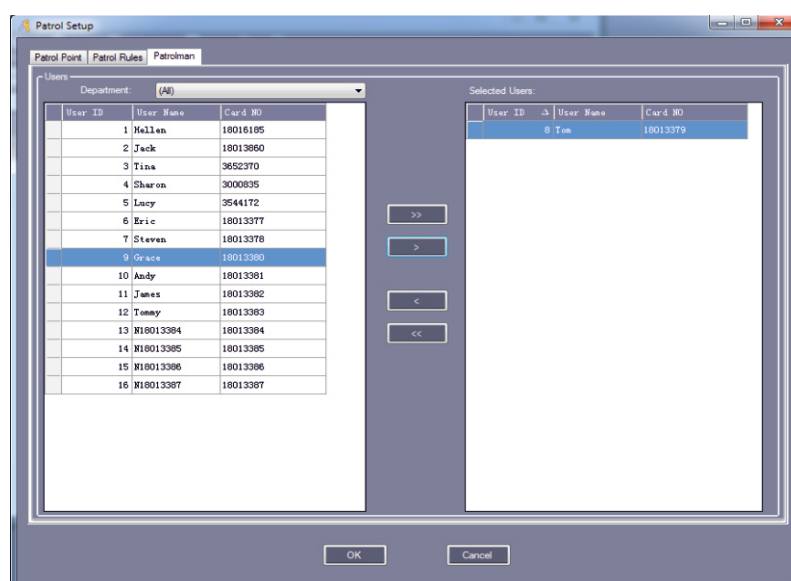 Patrol Setup
Patrol Point Patrol Rules Patrolman
Users
Department: (All) Selected Users:
User ID User Name Card NO User ID User Name Card NO
1 Hellen 18016185 8 Tom 18013379
2 Jack 18013860
3 Tina 3652370
4 Sharon 3000835
5 Lucy 3544172
6 Eric 18013377
>>
7 Steven 18013378
>
9 Grace 18013380
10 Andy 18013381
11 James 18013382
<
12 Tommy 18013383
13 N18013384 18013384
<<
14 N18013385 18013385
15 N18013386 18013386
16 N18013387 18013387
OK Cancel